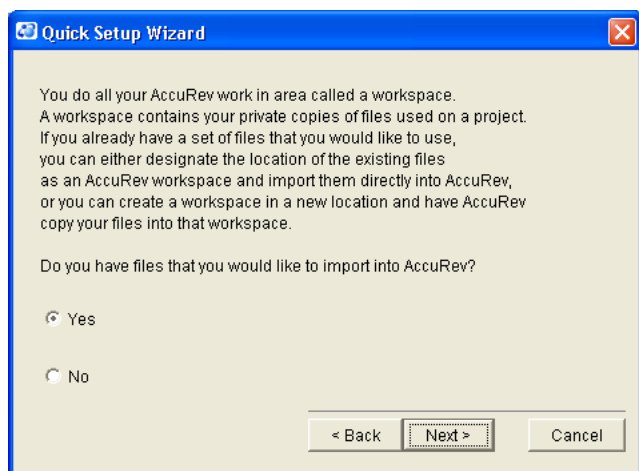 Quick Setup Wizard
You do all your AccuRev work in area called a workspace.
A workspace contains your private copies of files used on a project.
If you already have a set of files that you would like to use,
you can either designate the location of the existing files
as an AccuRev workspace and import them directly into AccuRev,
or you can create a workspace in a new location and have AccuRev
copy your files into that workspace.
Do you have files that you would like to import into AccuRev?
Yes
No
< Back Next > Cancel